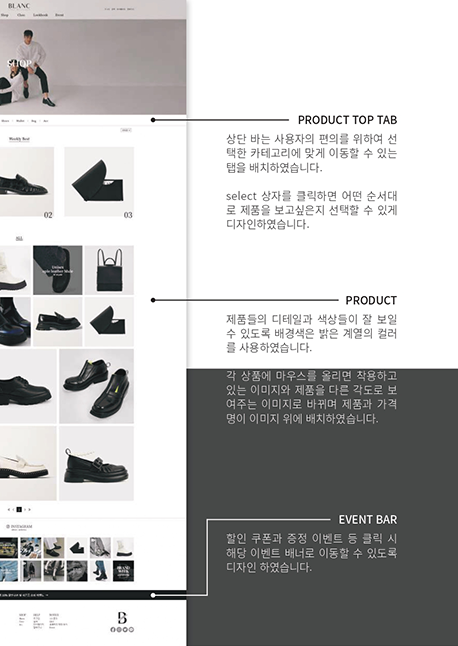 BLANC
Shop Class Lookbook Event
SHOP
Weekly Best
02
03
ALL
Unisex
INSTAGRAM
BRAND
WEEK
B
PRODUCT TOP TAB
상단 바는 사용자의 편의를 위하여 선
택한 카테고리에 맞게 이동할 수 있는
탭을 배치하였습니다.
select 상자를 클릭하면 어떤 순서대
로 제품을 보고싶은지 선택할 수 있게
디자인하였습니다.
PRODUCT
제품들의 디테일과 색상들이 잘 보일
수 있도록 배경색은 밝은 계열의 컬러
를 사용하였습니다.
각 상품에 마우스를 올리면 착용하고
있는 이미지와 제품을 다른 각도로 보
여주는 이미지로 바뀌며 제품과 가격
명이 이미지 위에 배치하였습니다.
EVENT BAR
할인 쿠폰과 증정 이벤트 등 클릭 시
해당 이벤트 배너로 이동할 수 있도록
디자인 하였습니다.